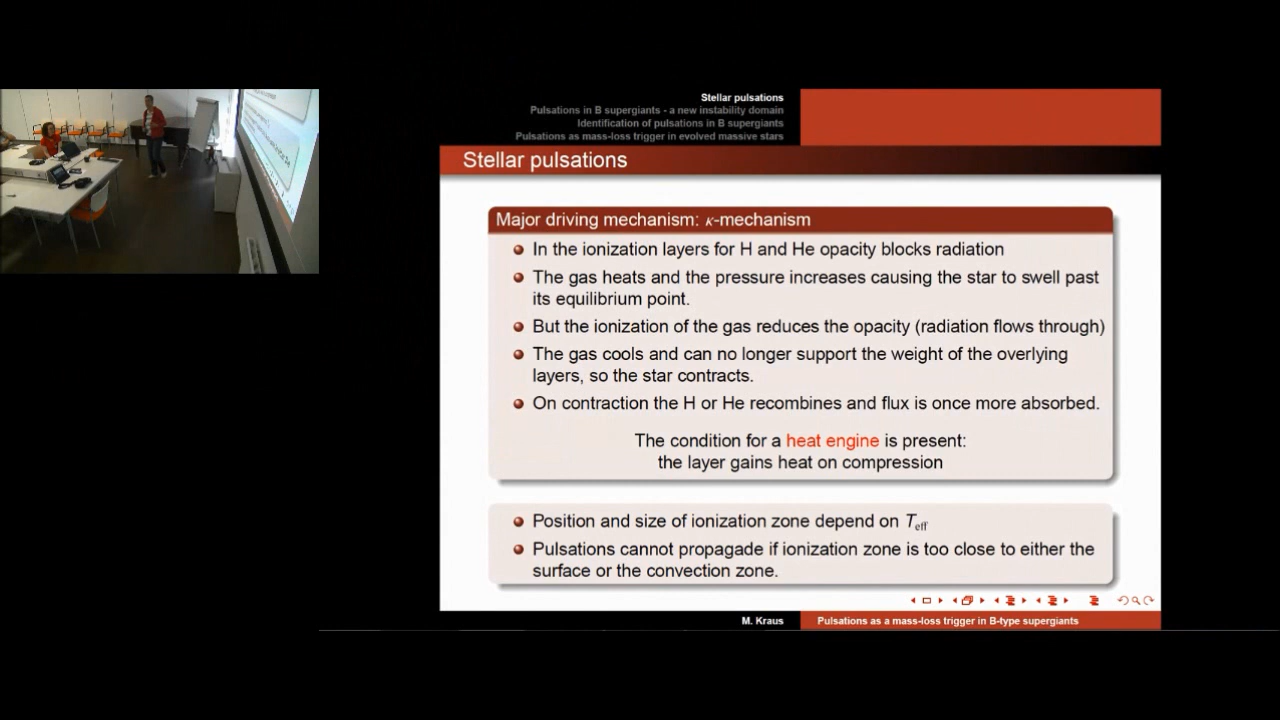 Stellar pulsations
Pulsations in B supergiants - a new instability domain
Identification of pulsations in B supergiants
Pulsations as mass-loss trigger in evolved massive stars
Stellar pulsations
Major driving mechanism: κ-mechanism
In the ionization layers for H and He opacity blocks radiation
The gas heats and the pressure increases causing the star to swell past
its equilibrium point.
But the ionization of the gas reduces the opacity (radiation flows through)
The gas cools and can no longer support the weight of the overlying
layers, so the star contracts.
On contraction the H or He recombines and flux is once more absorbed.
The condition for a heat engine is present:
the layer gains heat on compression
Position and size of ionization zone depend on Teff
Pulsations cannot propagade if ionization zone is too close to either the
surface or the convection zone.
M. Kraus
Pulsations as a mass-loss trigger in B-type supergiants